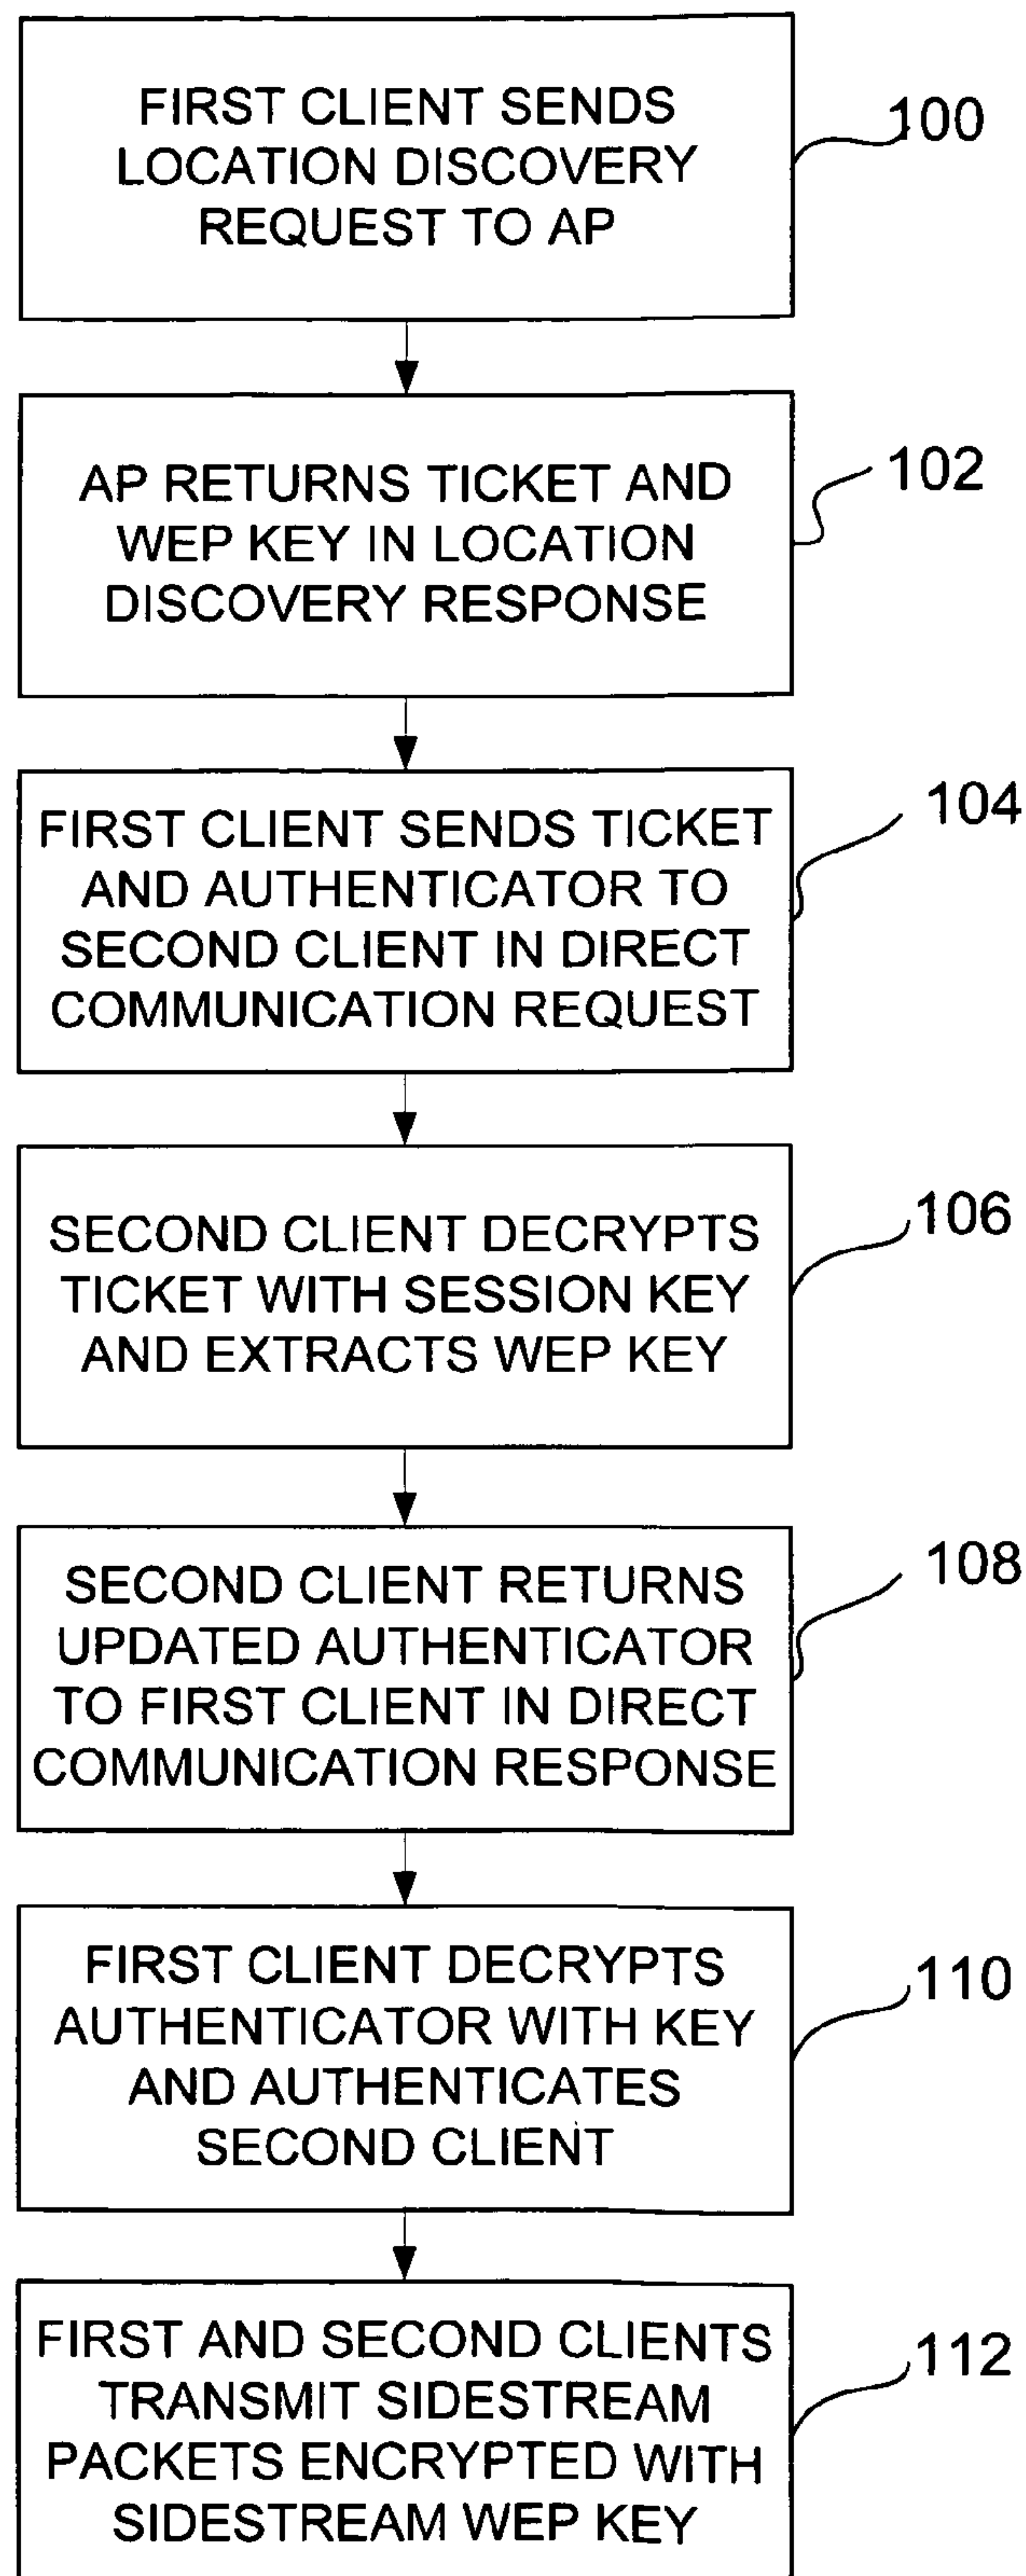 FIRST CLIENT SENDS
LOCATION DISCOVERY
REQUEST TO AP
100
AP RETURNS TICKET AND
WEP KEY IN LOCATION
DISCOVERY RESPONSE
102
FIRST CLIENT SENDS TICKET
AND AUTHENTICATOR TO
SECOND CLIENT IN DIRECT
COMMUNICATION REQUEST
104
SECOND CLIENT DECRYPTS
TICKET WITH SESSION KEY
AND EXTRACTS WEP KEY
106
SECOND CLIENT RETURNS
UPDATED AUTHENTICATOR
TO FIRST CLIENT IN DIRECT
COMMUNICATION RESPONSE
108
FIRST CLIENT DECRYPTS
AUTHENTICATOR WITH KEY
AND AUTHENTICATES
SECOND CLIENT
110
FIRST AND SECOND CLIENTS
TRANSMIT SIDESTREAM
PACKETS ENCRYPTED WITH
SIDESTREAM WEP KEY
112